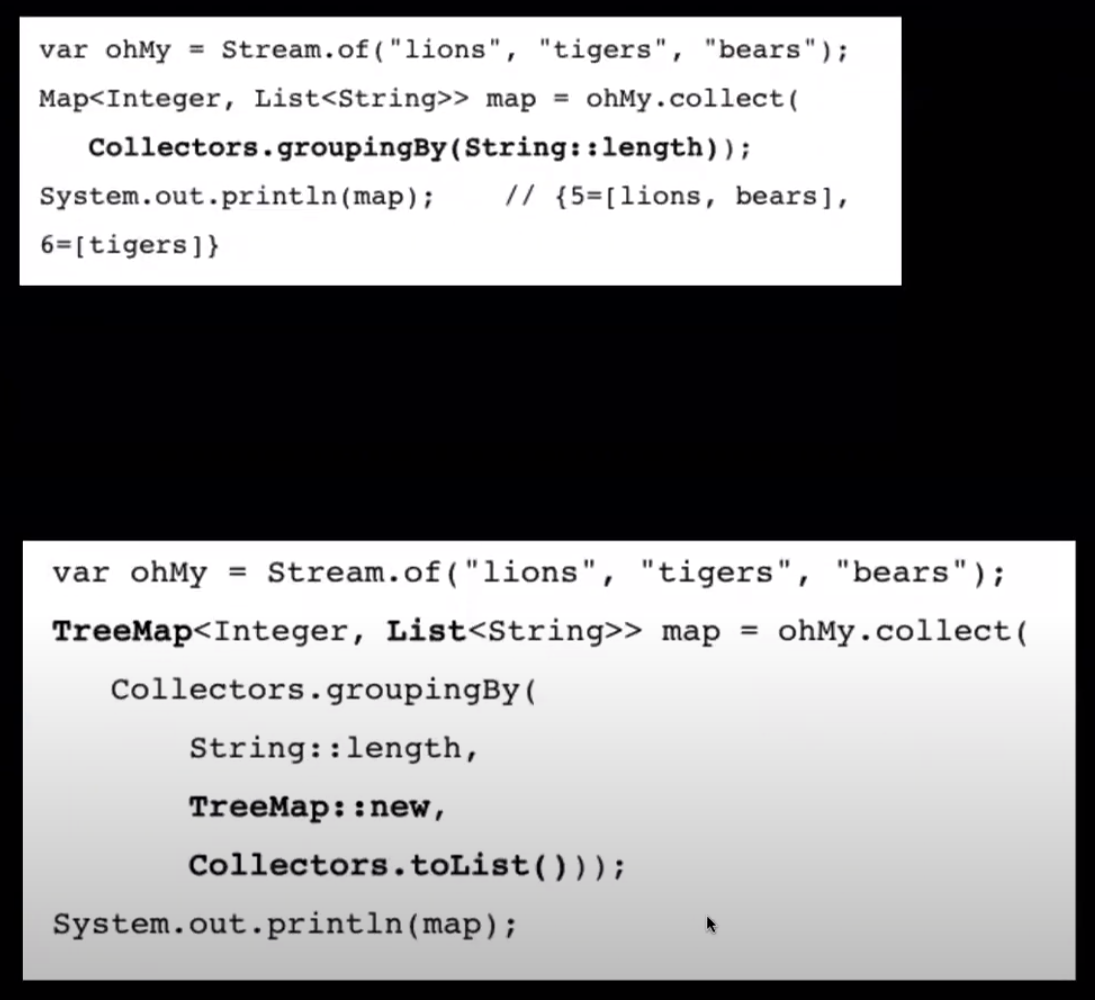 var ohMy = Stream.of("lions", "tigers", "bears");
Map<Integer, List<String>> map = ohMy.collect(
Collectors.groupingBy(String::length));
System.out.println(map);    // {5=[lions, bears],
6=[tigers]}
var ohMy = Stream.of("lions", "tigers", "bears");
TreeMap<Integer, List<String>> map = ohMy.collect(
Collectors.groupingBy(
String::length,
TreeMap::new,
Collectors.toList()));
System.out.println(map);